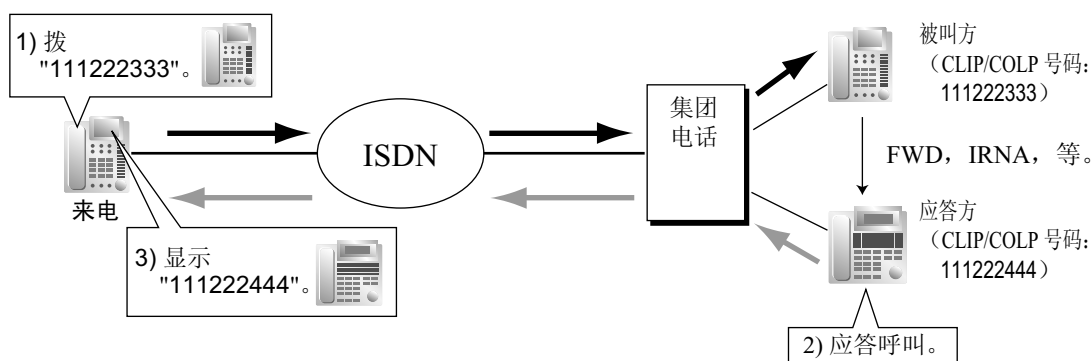 1) 拨
"111222333"。
来电
3) 显示
"111222444"。
ISDN
集团
电话
被叫方
（CLIP/COLP 号码：
111222333）
FWD，IRNA，等。
应答方
（CLIP/COLP 号码：
111222444）
2) 应答呼叫。